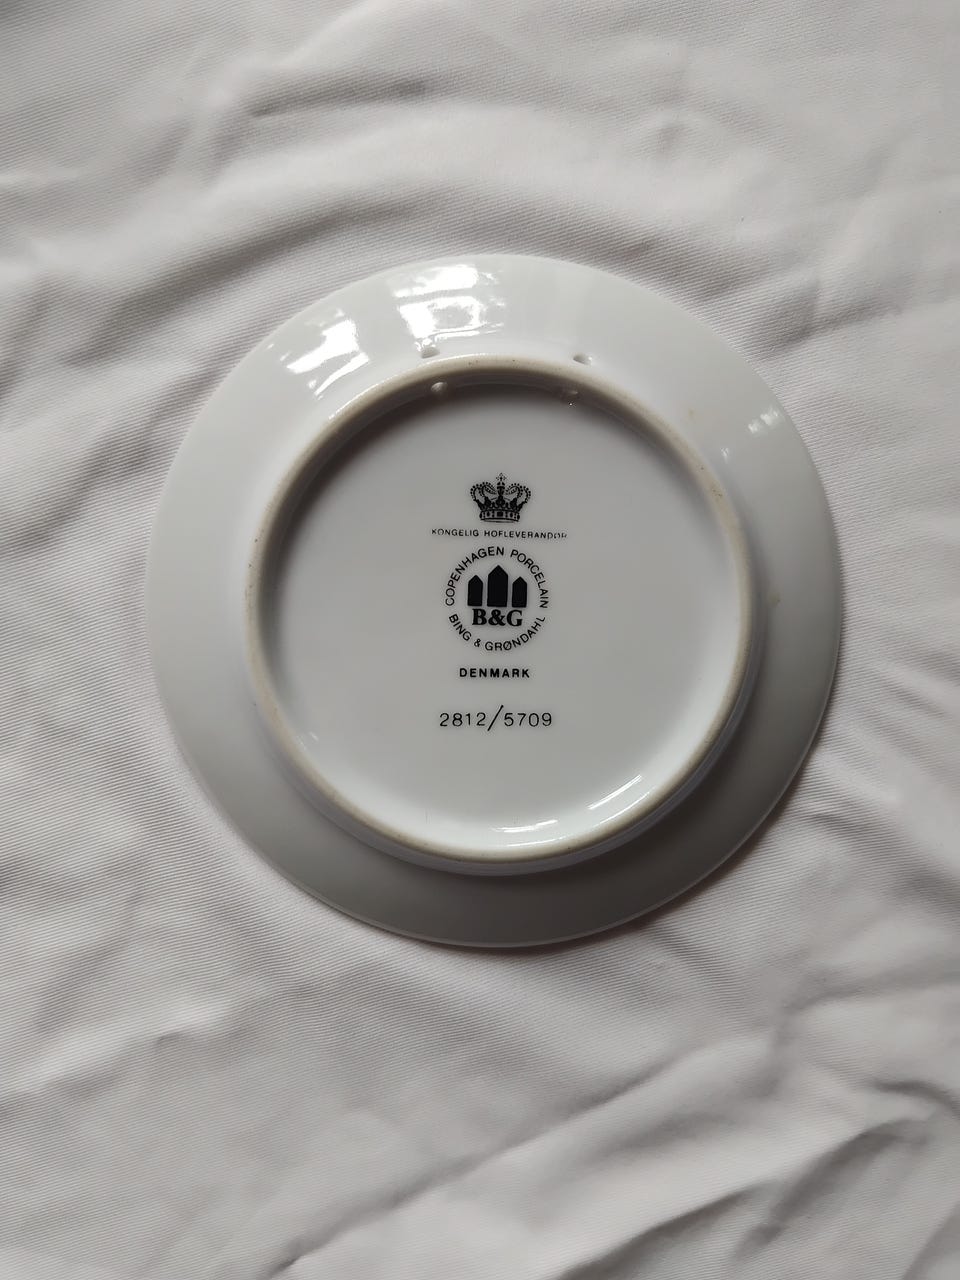 KONGELIG HOFLEVERANDØR
COPENHAGEN PORCELAIN
B&G
BING & GRØNDAHL
DENMARK
2812/5709